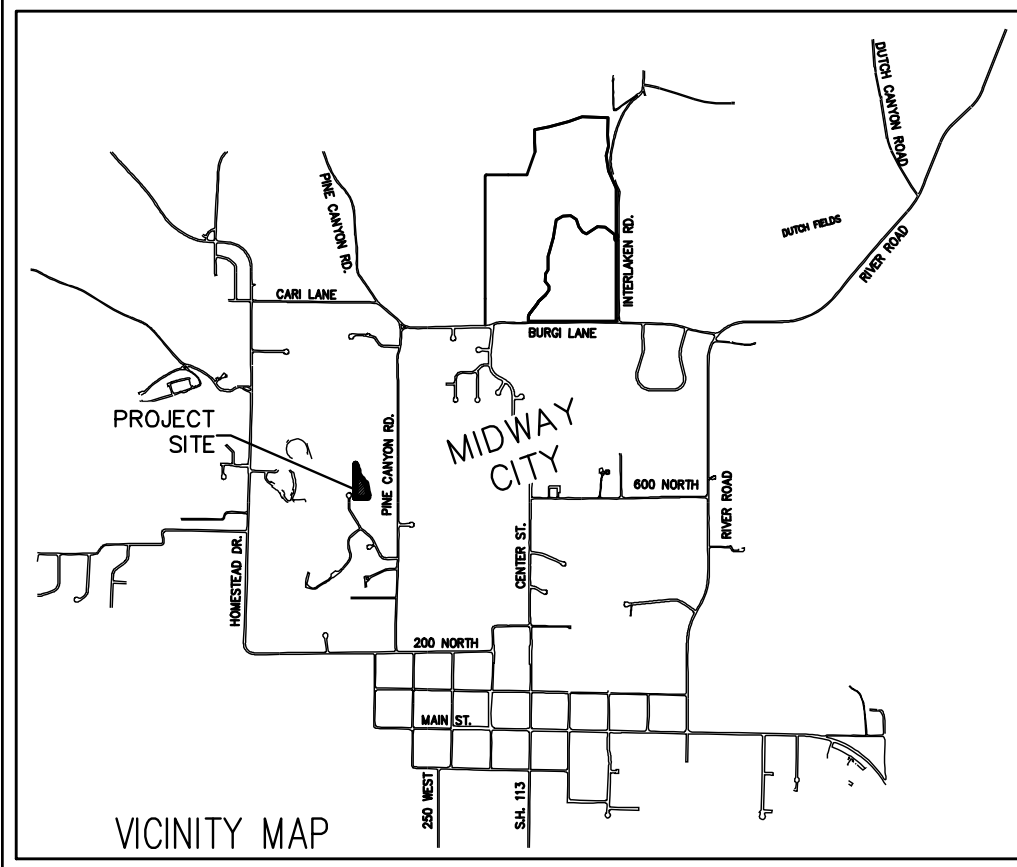 DUTCH CANYON ROAD
PINE CANYON RD.
DUTCH FIELDS
INTERLAKEN RD.
RIVER ROAD
CARI LANE
BURGI LANE
PROJECT
SITE
MIDWAY
CITY
PINE CANYON RD.
600 NORTH
RIVER ROAD
HOMESTEAD DR.
CENTER ST.
200 NORTH
MAIN ST.
250 WEST
S.H. 113
VICINITY MAP